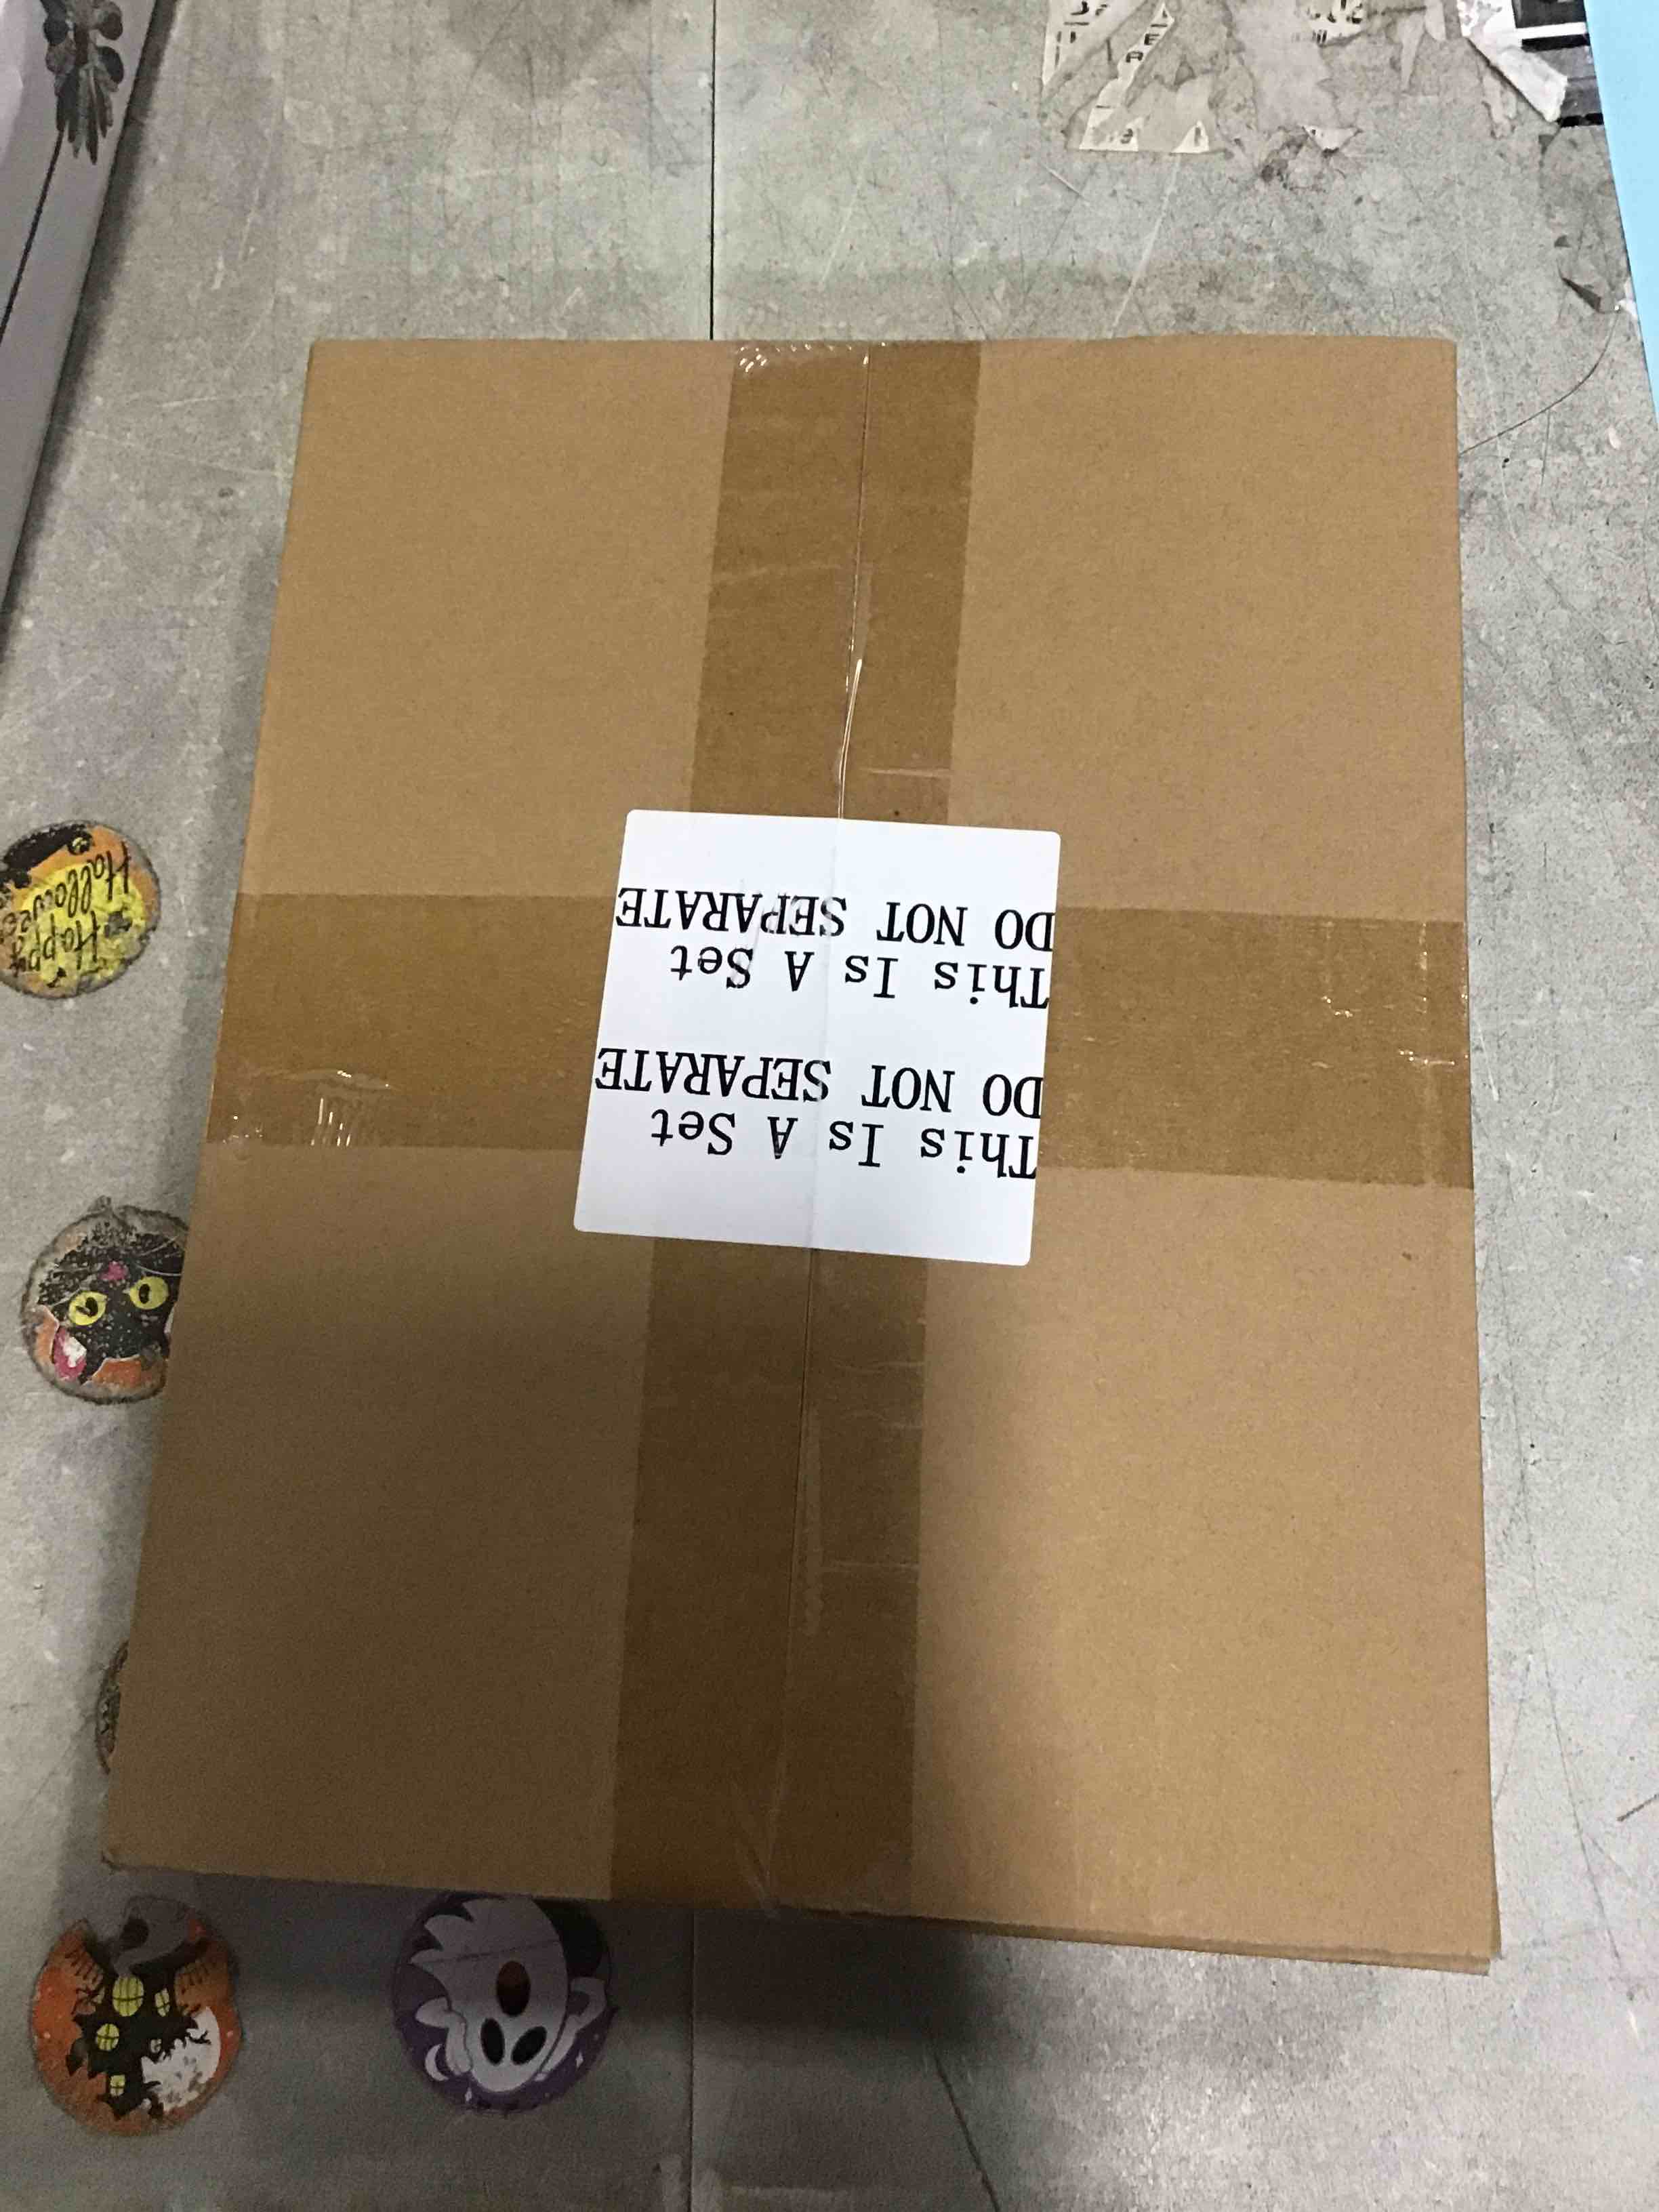 This Is A Set
DO NOT SEPARATE
This Is A Set
DO NOT SEPARATE
Happy
Halloween